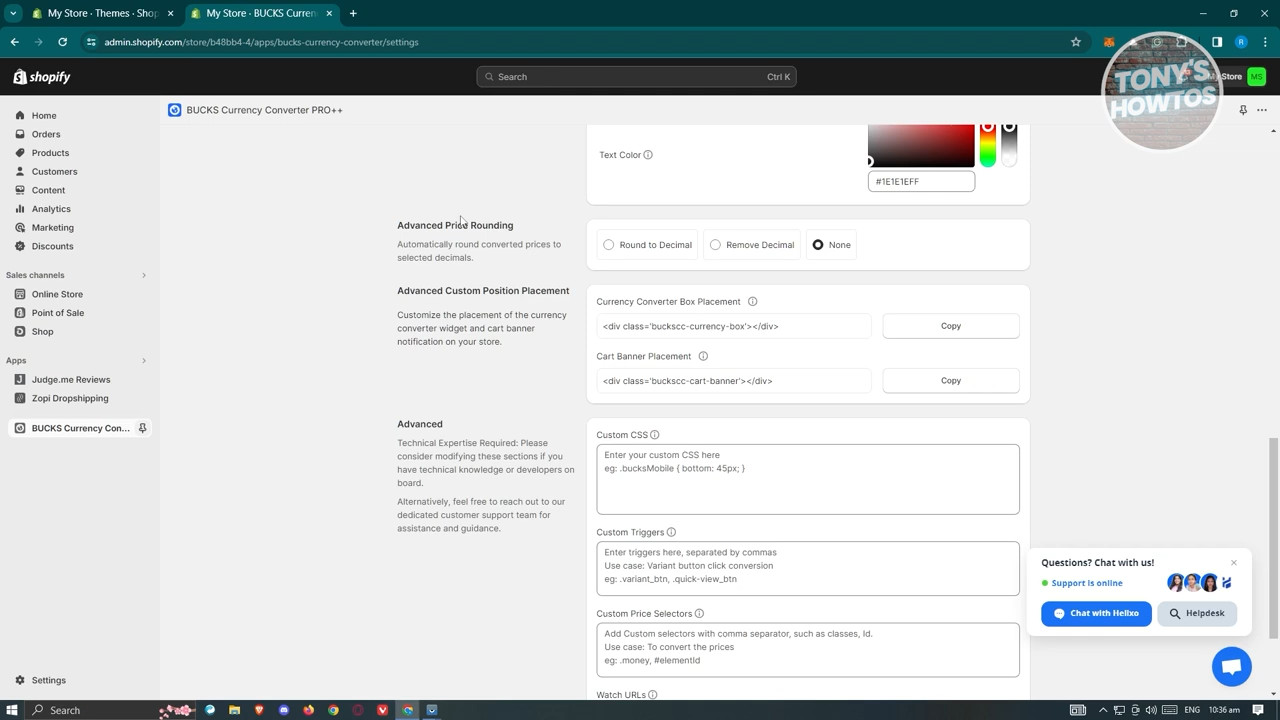 My Store · Themes · Shop
My Store · BUCKS Currency
admin.shopify.com/store/b48bb4-4/apps/bucks-currency-converter/settings
shopify
Search
Ctrl K
My Store
MS
TONY'S
HOWTOS
BUCKS Currency Converter PRO++
Home
Orders
Products
Customers
Content
Analytics
Marketing
Discounts
Sales channels
Online Store
Point of Sale
Shop
Apps
Judge.me Reviews
Zopi Dropshipping
BUCKS Currency Con...
Settings
Text Color
#1E1E1EFF
Advanced Price Rounding
Automatically round converted prices to
selected decimals.
Round to Decimal
Remove Decimal
None
Advanced Custom Position Placement
Customize the placement of the currency
converter widget and cart banner
notification on your store.
Currency Converter Box Placement
<div class='buckscc-currency-box'></div>
Copy
Cart Banner Placement
<div class='buckscc-cart-banner'></div>
Copy
Advanced
Technical Expertise Required: Please
consider modifying these sections if you
have technical knowledge or developers on
board.
Alternatively, feel free to reach out to our
dedicated customer support team for
assistance and guidance.
Custom CSS
Enter your custom CSS here
eg: .bucksMobile { bottom: 45px; }
Custom Triggers
Enter triggers here, separated by commas
Use case: Variant button click conversion
eg: .variant_btn, .quick-view_btn
Custom Price Selectors
Add Custom selectors with comma separator, such as classes, Id.
Use case: To convert the prices
eg: .money, #elementId
Watch URLs
Questions? Chat with us!
Support is online
Chat with Helixo
Helpdesk
Search
ENG
10:36 am